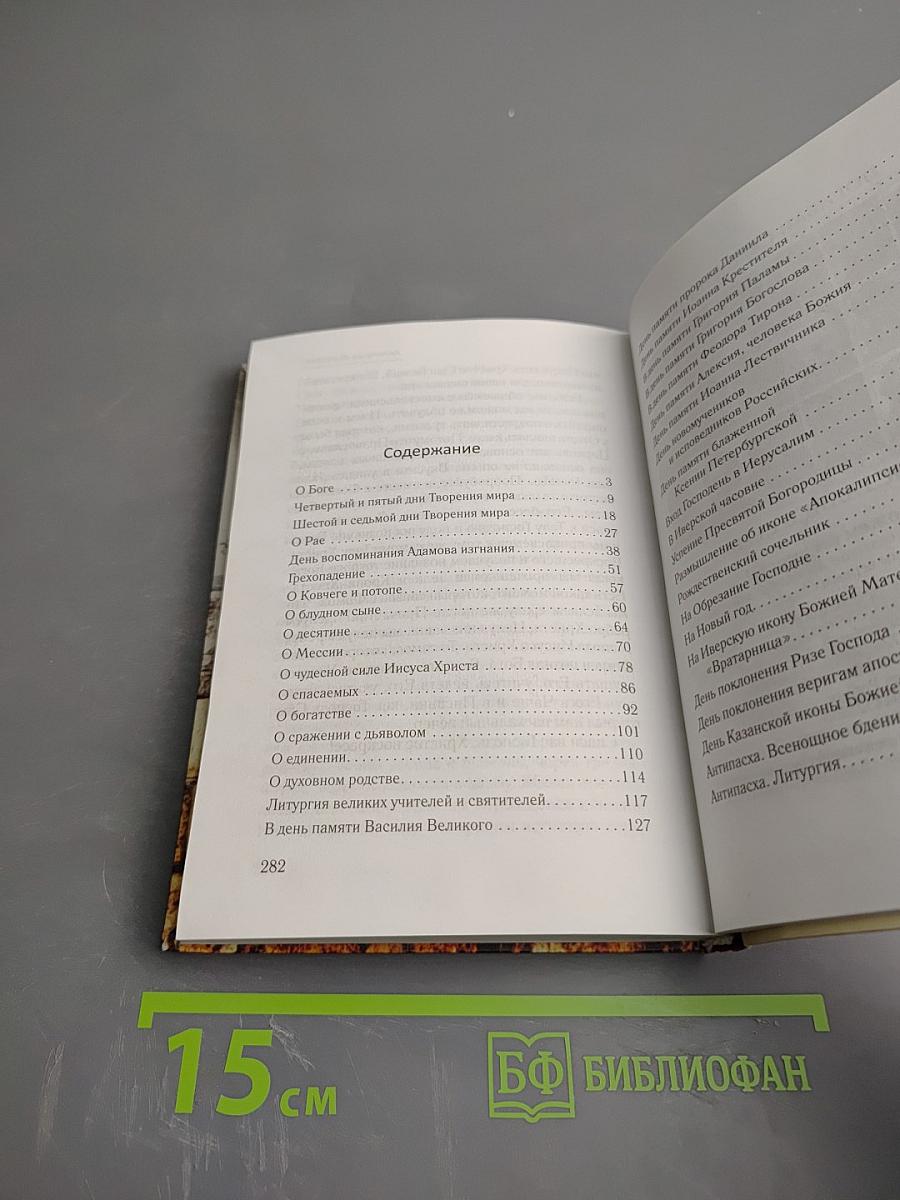 Содержание
О Боге ........................................ 3
Четвертый и пятый дни Творения мира ............ 9
Шестой и седьмой дни Творения мира ............ 18
О Рае ........................................ 27
День воспоминания Адамова изгнания ............ 38
Грехопадение ................................. 51
О Ковчеге и потопе ........................... 57
О блудном сыне ............................... 60
О десятине ................................... 64
О Мессии ..................................... 70
О чудесной силе Иисуса Христа ................ 78
О спасаемых .................................. 86
О богатстве .................................. 92
О сражении с дьяволом ....................... 101
О единении .................................. 110
О духовном родстве .......................... 114
Литургия великих учителей и святителей ...... 117
В день памяти Василия Великого .............. 127
282
День памяти пророка Даниила
День памяти Иоанна Крестителя
В день памяти Григория Паламы
В день памяти Григория Богослова
В день памяти Феодора Тирона
День памяти Алексия, человека Божия
День памяти Иоанна Лествичника
День новомучеников
и исповедников Российских.
День памяти блаженной
Ксении Петербургской
Вход Господень в Иерусалим
В Иверской часовне
Успение Пресвятой Богородицы
Размышление об иконе «Апокалипсис
Рождественский сочельник
На Обрезание Господне
На Новый год.
На Иверскую икону Божией Мате
«Вратарница»
День поклонения Ризе Господа
День поклонения веригам апост
День Казанской иконы Божией
Антипасха. Всенощное бдени
Антипасха. Литургия
15 см
БФ БИБЛИОФАН